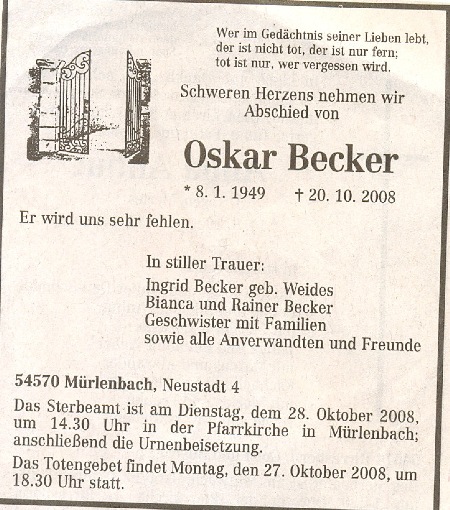 Wer im Gedächtnis seiner Lieben lebt,
der ist nicht tot, der ist nur fern;
tot ist nur, wer vergessen wird.
Schweren Herzens nehmen wir
Abschied von
Oskar Becker
* 8. 1. 1949 † 20. 10. 2008
Er wird uns sehr fehlen.
In stiller Trauer:
Ingrid Becker geb. Weides
Bianca und Rainer Becker
Geschwister mit Familien
sowie alle Anverwandten und Freunde
54570 Mürlenbach, Neustadt 4
Das Sterbeamt ist am Dienstag, dem 28. Oktober 2008,
um 14.30 Uhr in der Pfarrkirche in Mürlenbach;
anschließend die Urnenbeisetzung.
Das Totengebet findet Montag, den 27. Oktober 2008, um
18.30 Uhr statt.